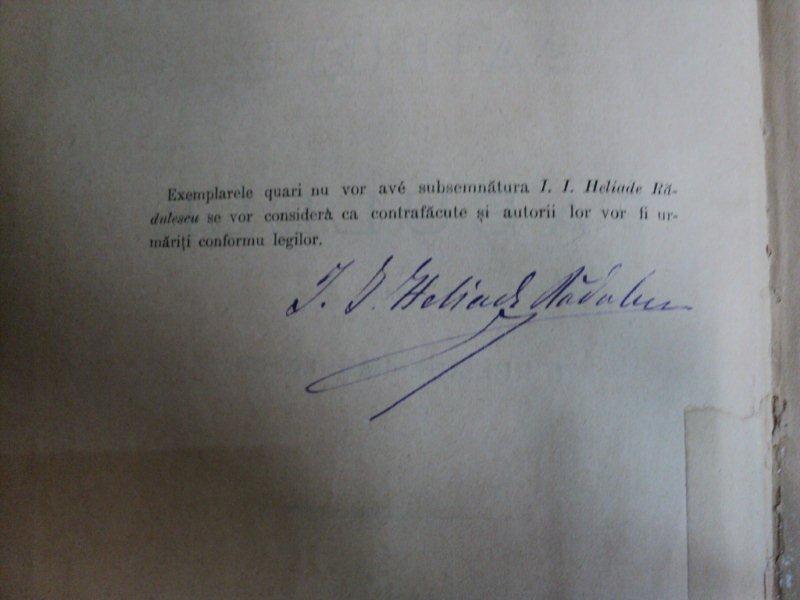 Exemplarele quari nu vor avé subsemnătura I. I. Heliade Ră-
dulescu se vor considerà ca contrafăcute și autorii lor vor fi ur-
măriți conformu legilor.
I. I. Heliade Rădulescu